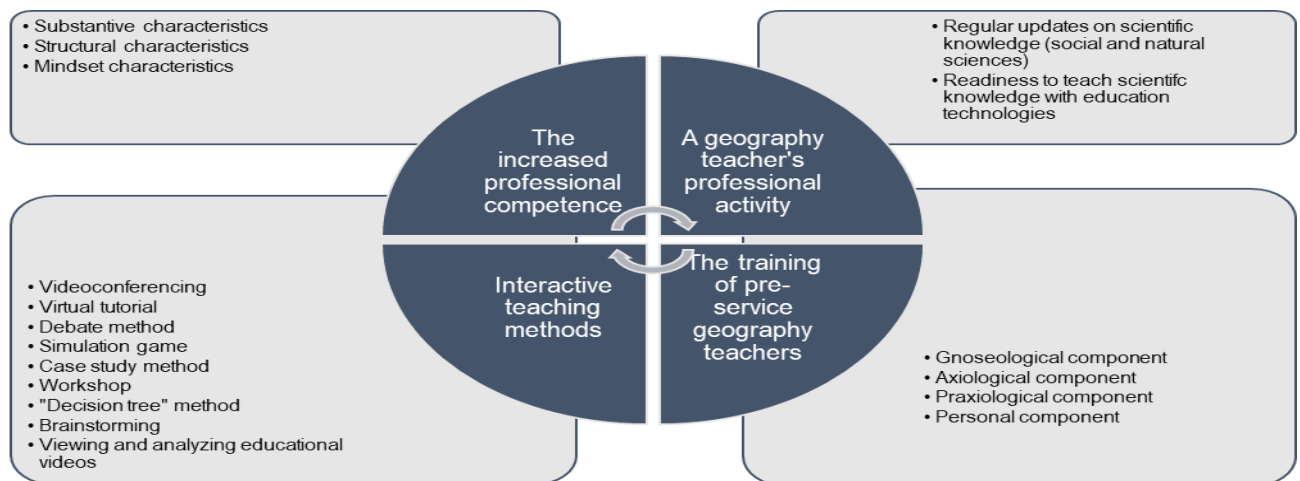 • Substantive characteristics
• Structural characteristics
• Mindset characteristics
• Regular updates on scientific
knowledge (social and natural
sciences)
• Readiness to teach scientifc
knowledge with education
technologies
The
increased
professional
competence
A geography
teacher's
professional
activity
Interactive
teaching
methods
The training
of pre-
service
geography
teachers
• Videoconferencing
• Virtual tutorial
• Debate method
• Simulation game
• Case study method
• Workshop
• "Decision tree" method
• Brainstorming
• Viewing and analyzing educational
videos
• Gnoseological component
• Axiological component
• Praxiological component
• Personal component